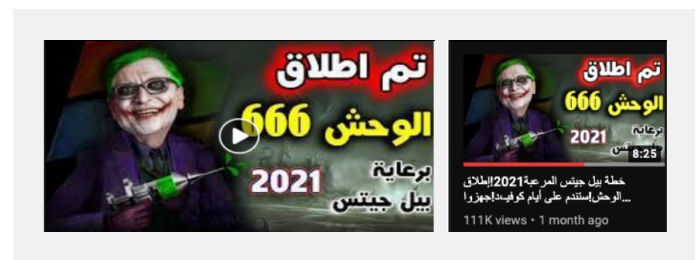 تم اطلاق
الوحش 666
برعاية
2021
بيل جيتس
تم اطلاق
الوحش 666
برعاية
2021
8:25
خطة بيل جيتس المرعبة2021!إطلاق
الوحش!ستندم على أيام كوفيد!جهزوا...
111K views • 1 month ago